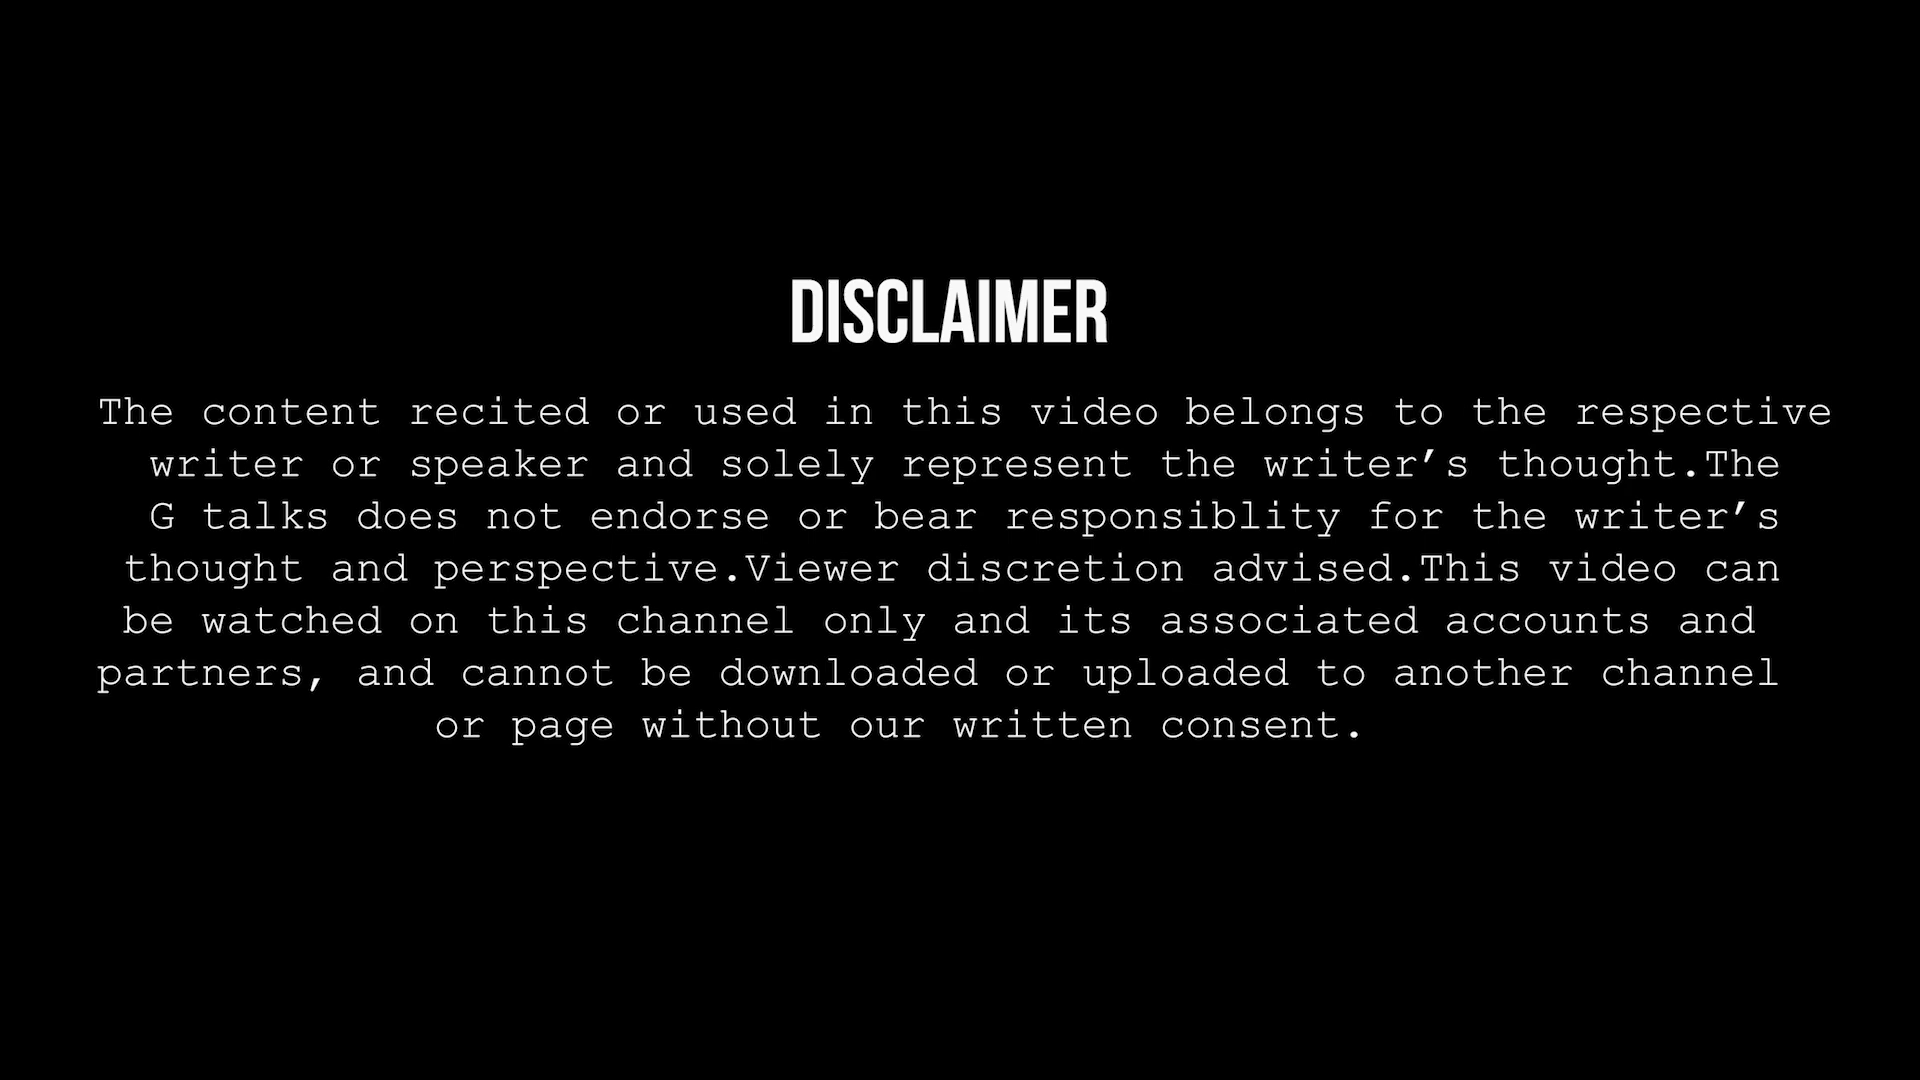 DISCLAIMER
The content recited or used in this video belongs to the respective
writer or speaker and solely represent the writer’s thought.The
G talks does not endorse or bear responsiblity for the writer’s
thought and perspective.Viewer discretion advised.This video can
be watched on this channel only and its associated accounts and
partners, and cannot be downloaded or uploaded to another channel
or page without our written consent.